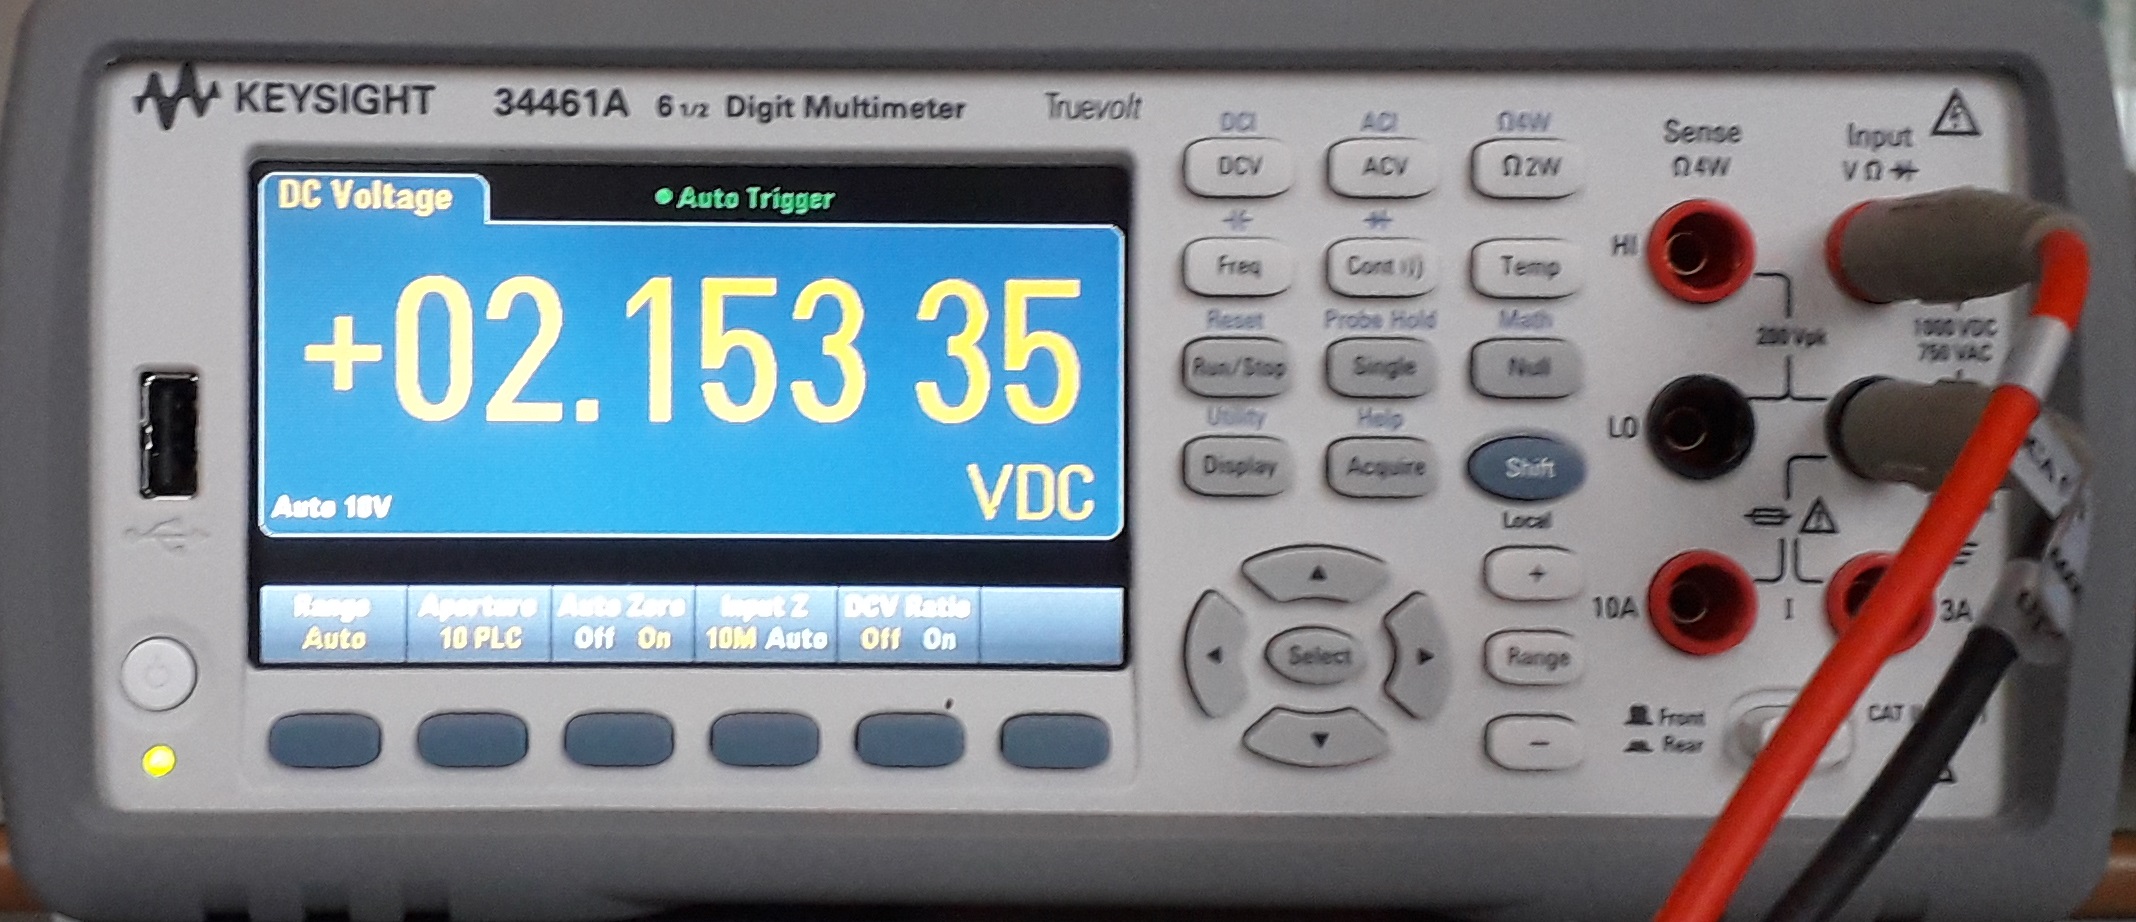 KEYSIGHT 34461A 6 1/2 Digit Multimeter Truevolt
DC Voltage
Auto Trigger
+02.153 35
VDC
Auto 10V
Range Aperture Auto Zero Input Z DCV Ratio
Auto 10 PLC Off On 10M Auto Off On
DCI ACI Ω4W
DCV ACV Ω2W
Freq Cont Temp
Reset Probe Hold Math
Run/Stop Single Null
Utility Help
Display Acquire Shift
Local
+
Select
Range
−
Sense Input
Ω4W VΩ
HI
200 Vpk
1000 VDC
750 VAC
LO
10A I 3A
Front
Rear
CAT